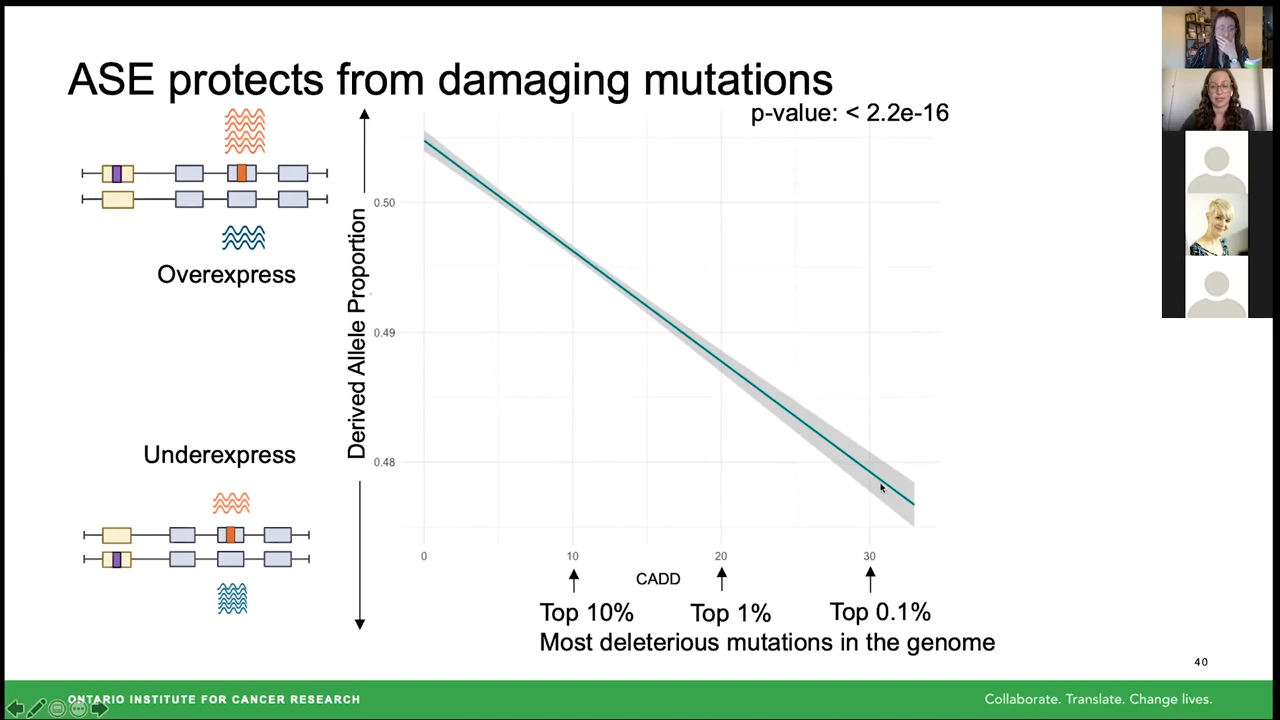 ASE protects from damaging mutations
p-value: < 2.2e-16
Overexpress
Underexpress
Derived Allele Proportion
0.50
0.49
0.48
0
10
20
30
CADD
Top 10%
Top 1%
Top 0.1%
Most deleterious mutations in the genome
40
ONTARIO INSTITUTE FOR CANCER RESEARCH
Collaborate. Translate. Change lives.